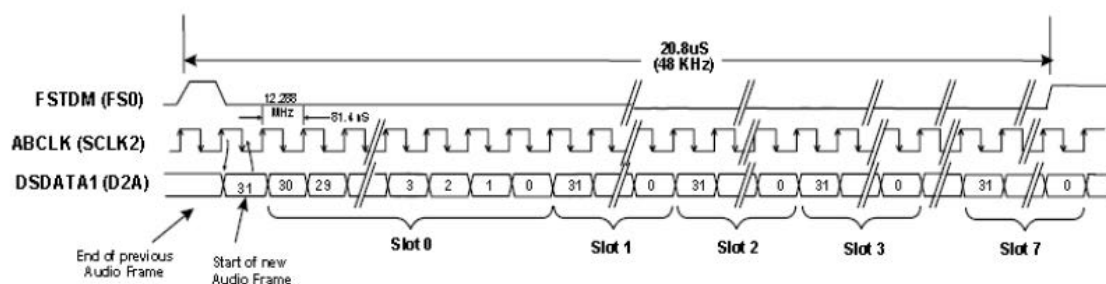 20.8uS
(48 KHz)
FSTDM (FS0)
12.288
MHz
81.4 nS
ABCLK (SCLK2)
DSDATA1 (D2A)
31 30 29 3 2 1 0 31 0 31 0 31 0 31 0
Slot 0 Slot 1 Slot 2 Slot 3 Slot 7
End of previous
Audio Frame
Start of new
Audio Frame